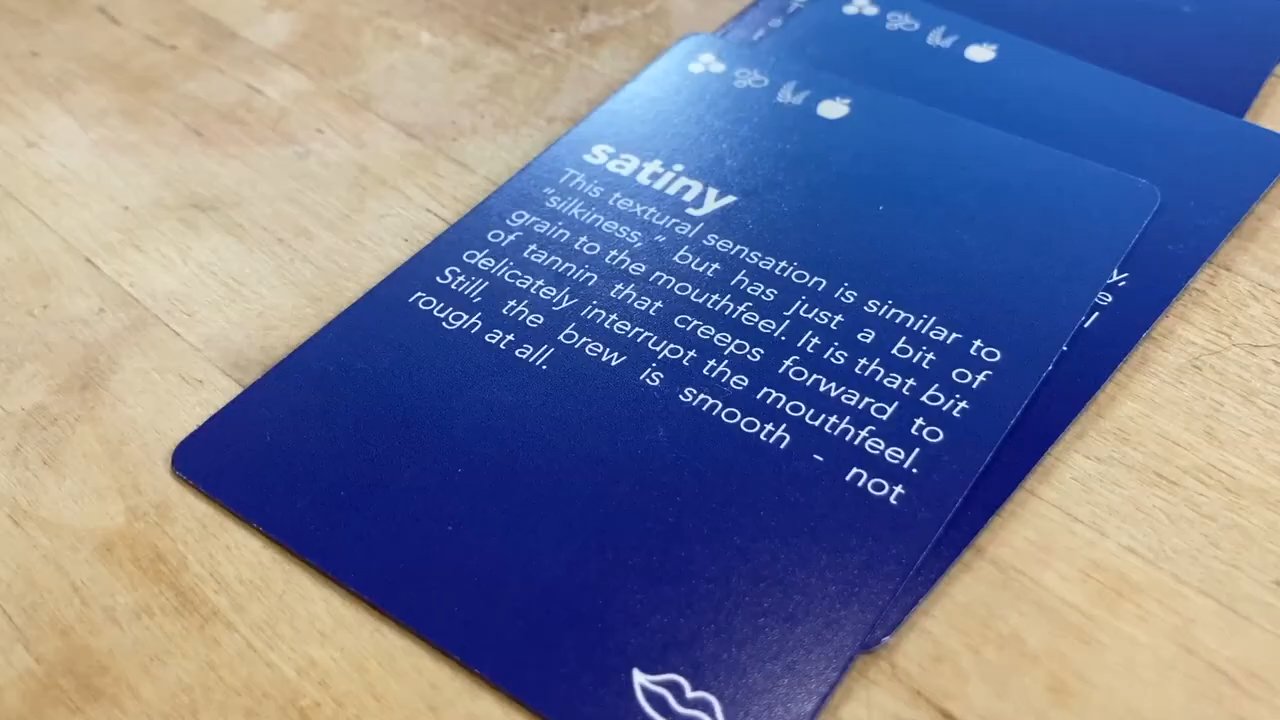 satiny
This textural sensation is similar to
"silkiness," but has just a bit of
grain to the mouthfeel. It is that bit
of tannin that creeps forward to
delicately interrupt the mouthfeel.
Still, the brew is smooth - not
rough at all.